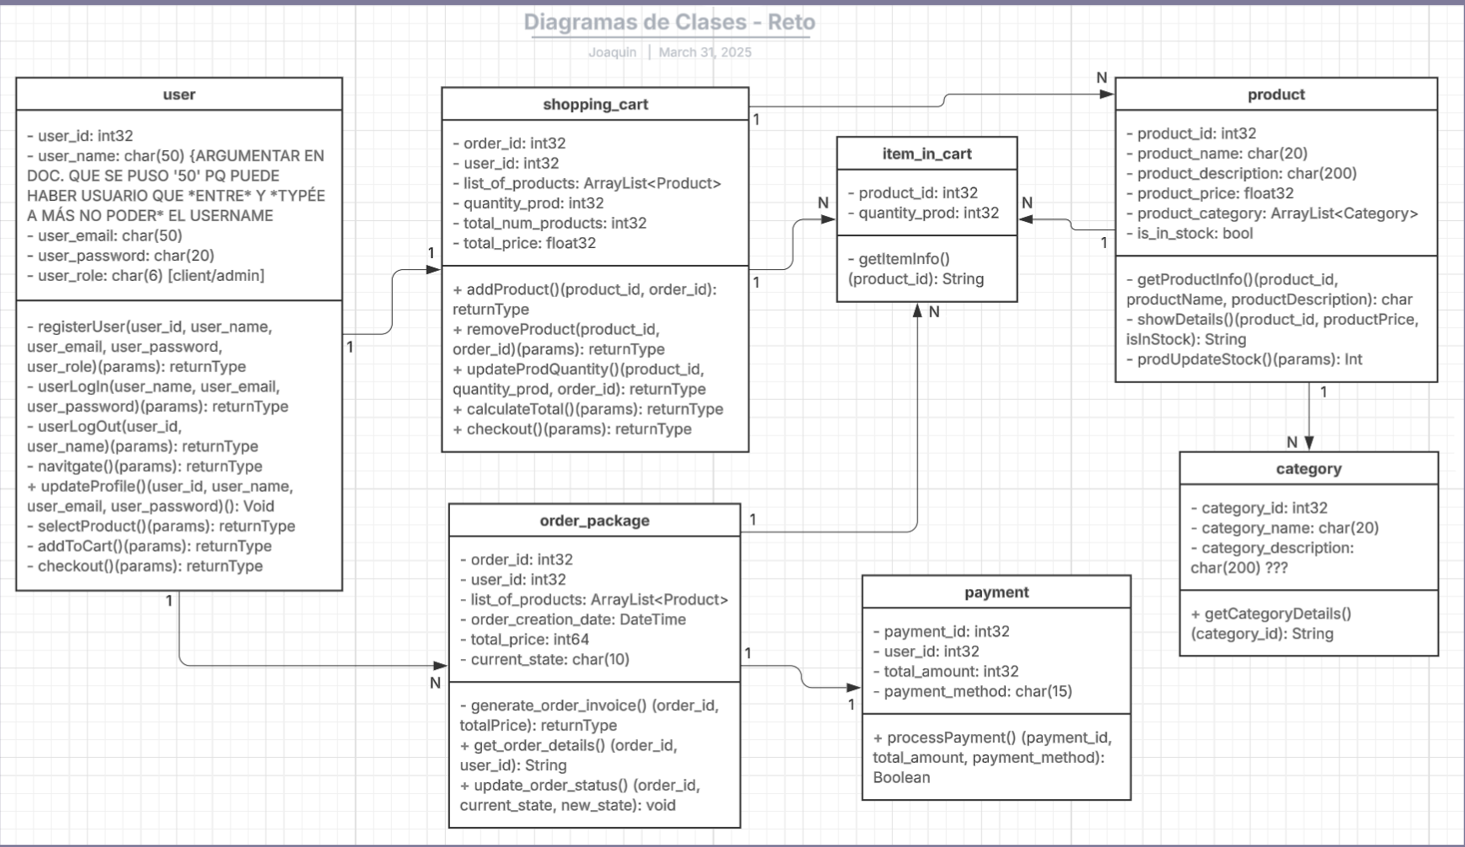 Diagramas de Clases - Reto
Joaquin | March 31, 2025
user
- user_id: int32
- user_name: char(50) {ARGUMENTAR EN
DOC. QUE SE PUSO '50' PQ PUEDE
HABER USUARIO QUE *ENTRE* Y *TYPÉE
A MÁS NO PODER* EL USERNAME
- user_email: char(50)
- user_password: char(20)
- user_role: char(6) [client/admin]
- registerUser(user_id, user_name,
user_email, user_password,
user_role)(params): returnType
- userLogIn(user_name, user_email,
user_password)(params): returnType
- userLogOut(user_id,
user_name)(params): returnType
- navitgate()(params): returnType
+ updateProfile()(user_id, user_name,
user_email, user_password)(): Void
- selectProduct()(params): returnType
- addToCart()(params): returnType
- checkout()(params): returnType
1
1
1
N
shopping_cart
- order_id: int32
- user_id: int32
- list_of_products: ArrayList<Product>
- quantity_prod: int32
- total_num_products: int32
- total_price: float32
+ addProduct()(product_id, order_id):
returnType
+ removeProduct(product_id,
order_id)(params): returnType
+ updateProdQuantity()(product_id,
quantity_prod, order_id): returnType
+ calculateTotal()(params): returnType
+ checkout()(params): returnType
1
N
1
N
item_in_cart
- product_id: int32
- quantity_prod: int32
- getItemInfo()
(product_id): String
N
1
N
product
- product_id: int32
- product_name: char(20)
- product_description: char(200)
- product_price: float32
- product_category: ArrayList<Category>
- is_in_stock: bool
- getProductInfo()(product_id,
productName, productDescription): char
- showDetails()(product_id, productPrice,
isInStock): String
- prodUpdateStock()(params): Int
1
N
category
- category_id: int32
- category_name: char(20)
- category_description:
char(200) ???
+ getCategoryDetails()
(category_id): String
order_package
- order_id: int32
- user_id: int32
- list_of_products: ArrayList<Product>
- order_creation_date: DateTime
- total_price: int64
- current_state: char(10)
- generate_order_invoice() (order_id,
totalPrice): returnType
+ get_order_details() (order_id,
user_id): String
+ update_order_status() (order_id,
current_state, new_state): void
1
1
1
payment
- payment_id: int32
- user_id: int32
- total_amount: int32
- payment_method: char(15)
+ processPayment() (payment_id,
total_amount, payment_method):
Boolean